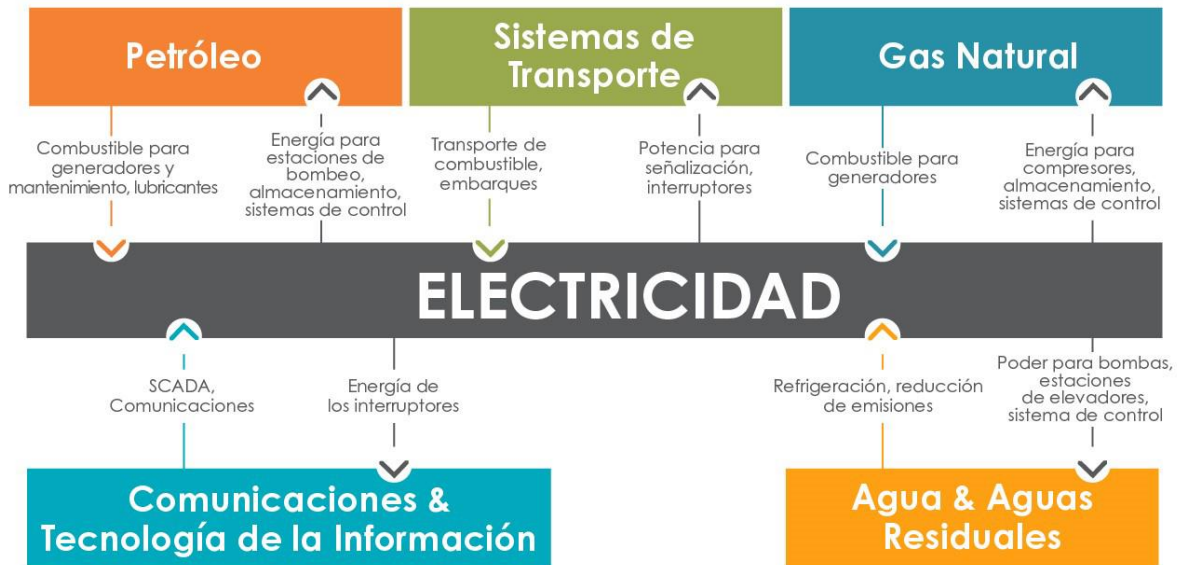 Petróleo
Sistemas de
Transporte
Gas Natural
Combustible para
generadores y
mantenimiento, lubricantes
Energía para
estaciones de
bombeo,
almacenamiento,
sistemas de control
Transporte de
combustible,
embarques
Potencia para
señalización,
interruptores
Combustible para
generadores
Energía para
compresores,
almacenamiento,
sistemas de control
ELECTRICIDAD
SCADA,
Comunicaciones
Energía de
los interruptores
Refrigeración, reducción
de emisiones
Poder para bombas,
estaciones
de elevadores,
sistema de control
Comunicaciones &
Tecnología de la Información
Agua & Aguas
Residuales